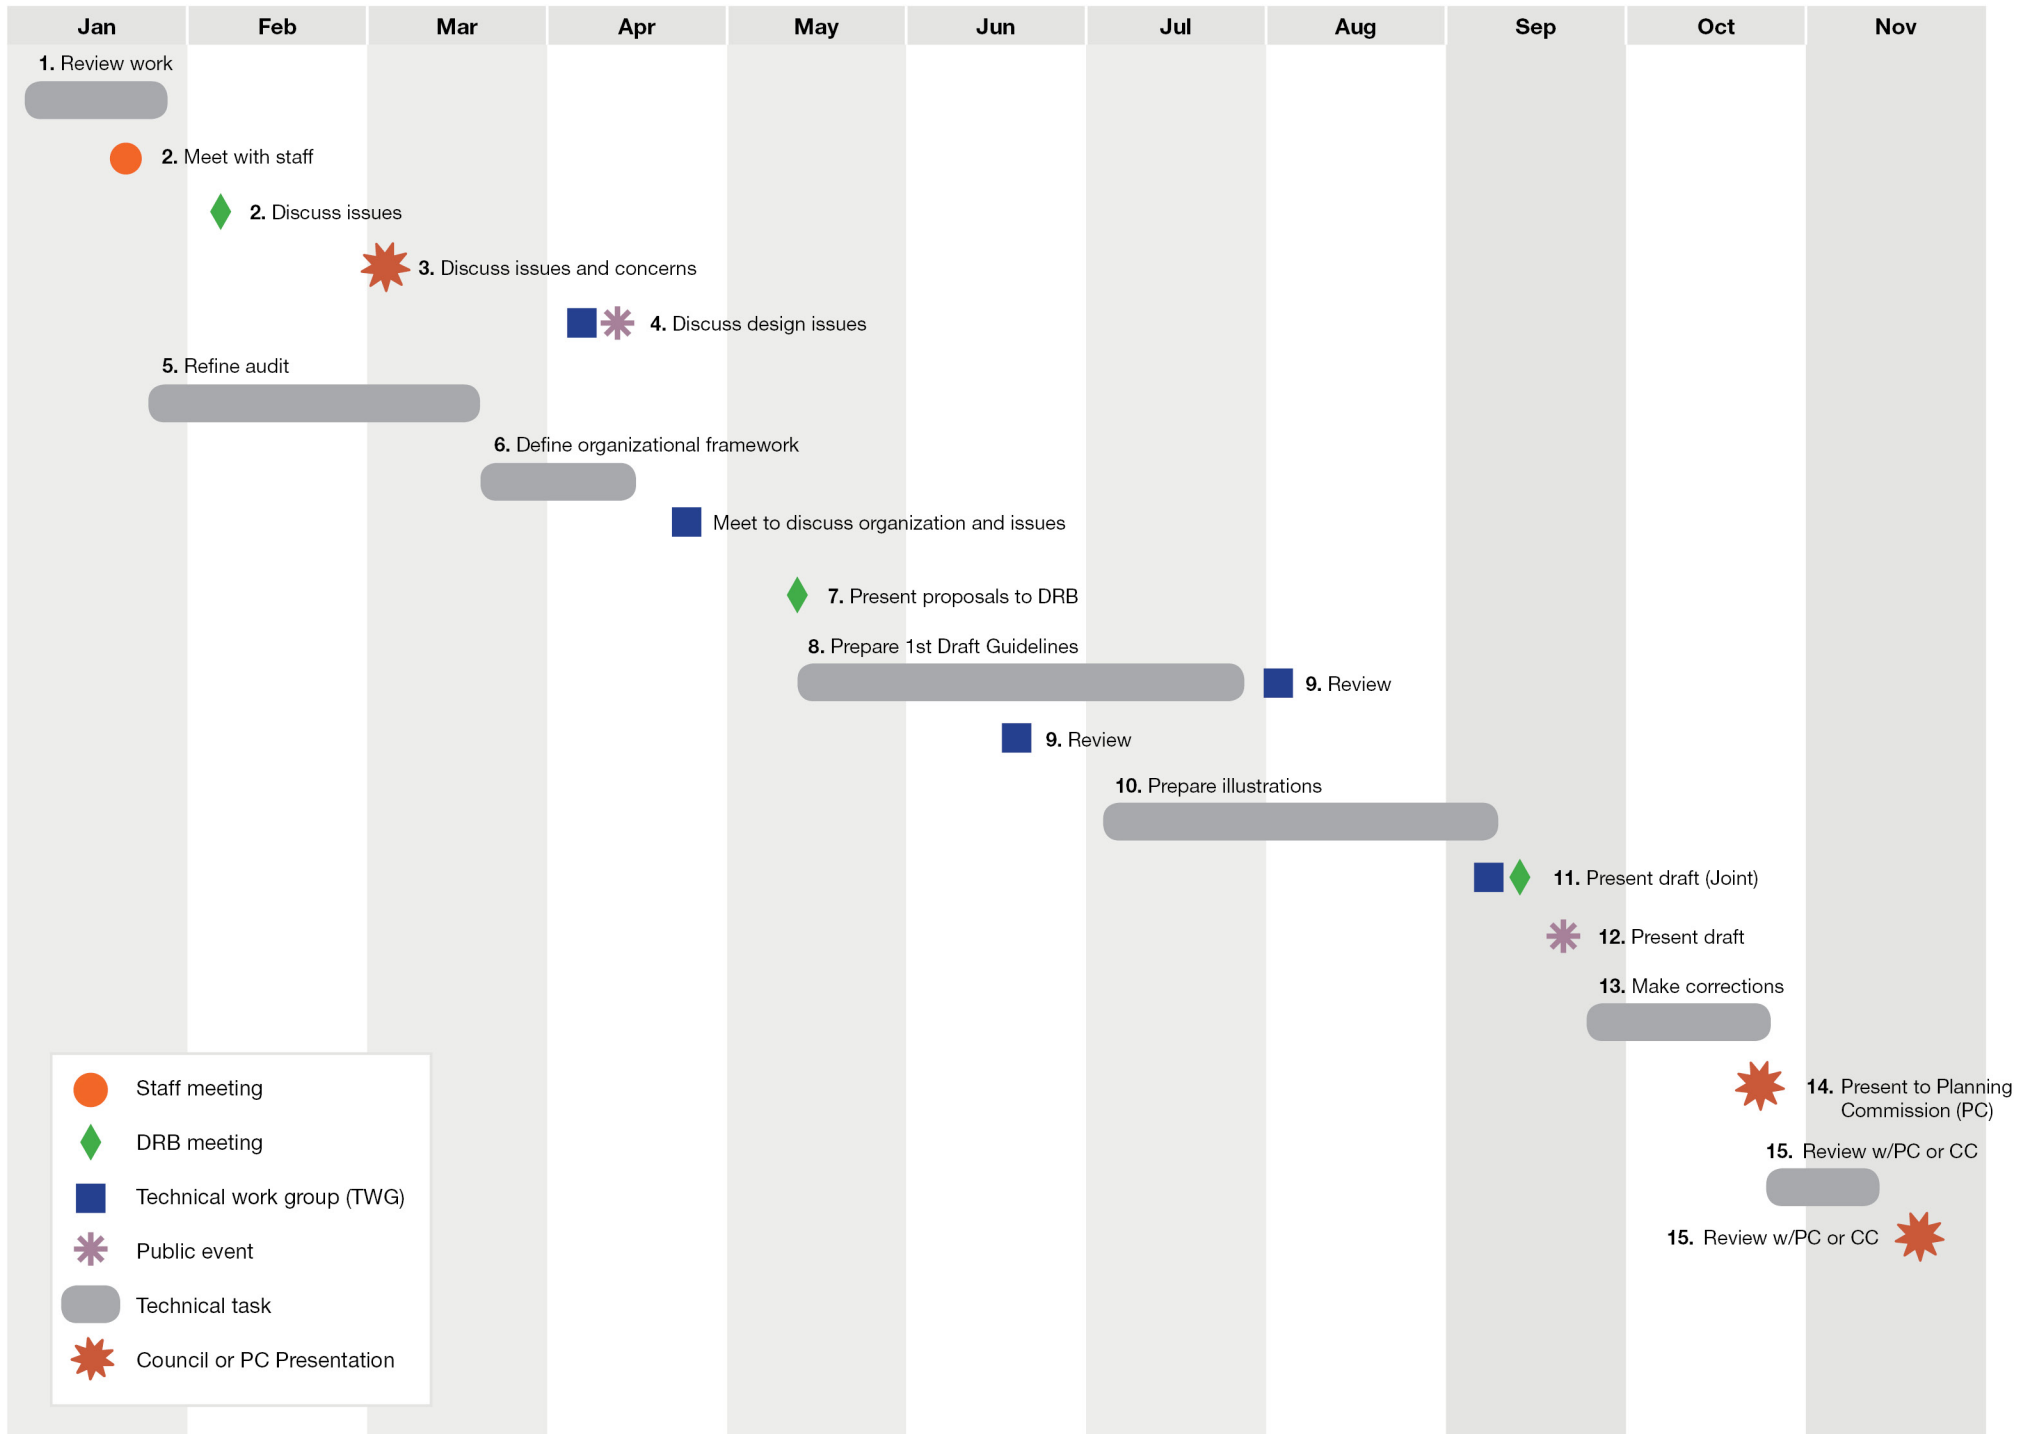 Jan Feb Mar Apr May Jun Jul Aug Sep Oct Nov
1. Review work
2. Meet with staff
2. Discuss issues
3. Discuss issues and concerns
4. Discuss design issues
5. Refine audit
6. Define organizational framework
Meet to discuss organization and issues
7. Present proposals to DRB
8. Prepare 1st Draft Guidelines
9. Review
9. Review
10. Prepare illustrations
11. Present draft (Joint)
12. Present draft
13. Make corrections
14. Present to Planning
Commission (PC)
15. Review w/PC or CC
15. Review w/PC or CC
Staff meeting
DRB meeting
Technical work group (TWG)
Public event
Technical task
Council or PC Presentation